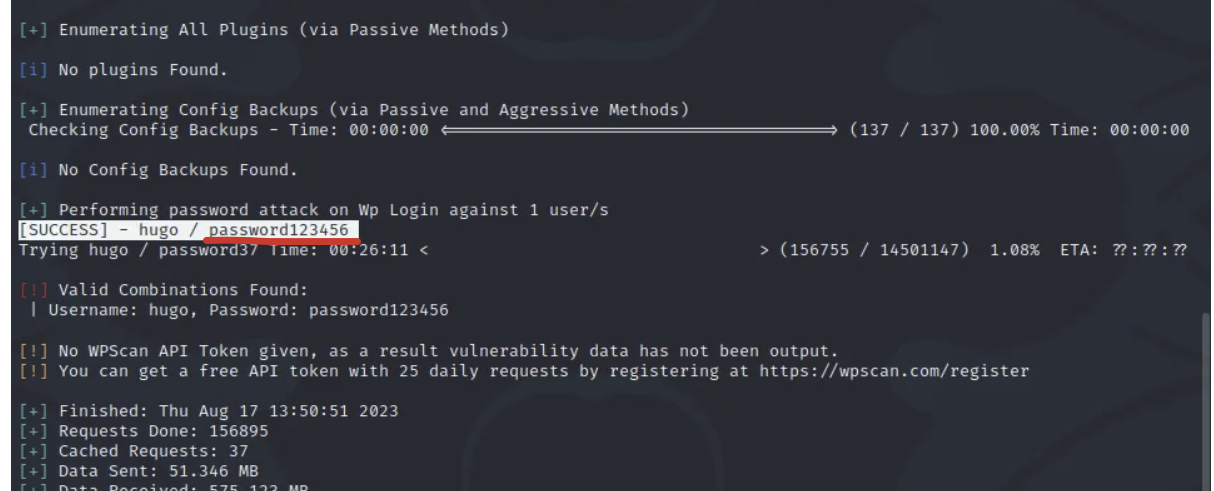 [+] Enumerating All Plugins (via Passive Methods)
[i] No plugins Found.
[+] Enumerating Config Backups (via Passive and Aggressive Methods)
Checking Config Backups - Time: 00:00:00 <==================================> (137 / 137) 100.00% Time: 00:00:00
[i] No Config Backups Found.
[+] Performing password attack on Wp Login against 1 user/s
[SUCCESS] - hugo / password123456
Trying hugo / password37 Time: 00:26:11 < > (156755 / 14501147) 1.08% ETA: ??:??:??
[!] Valid Combinations Found:
| Username: hugo, Password: password123456
[!] No WPScan API Token given, as a result vulnerability data has not been output.
[!] You can get a free API token with 25 daily requests by registering at https://wpscan.com/register
[+] Finished: Thu Aug 17 13:50:51 2023
[+] Requests Done: 156895
[+] Cached Requests: 37
[+] Data Sent: 51.346 MB
[+] Data Received: 575.123 MB